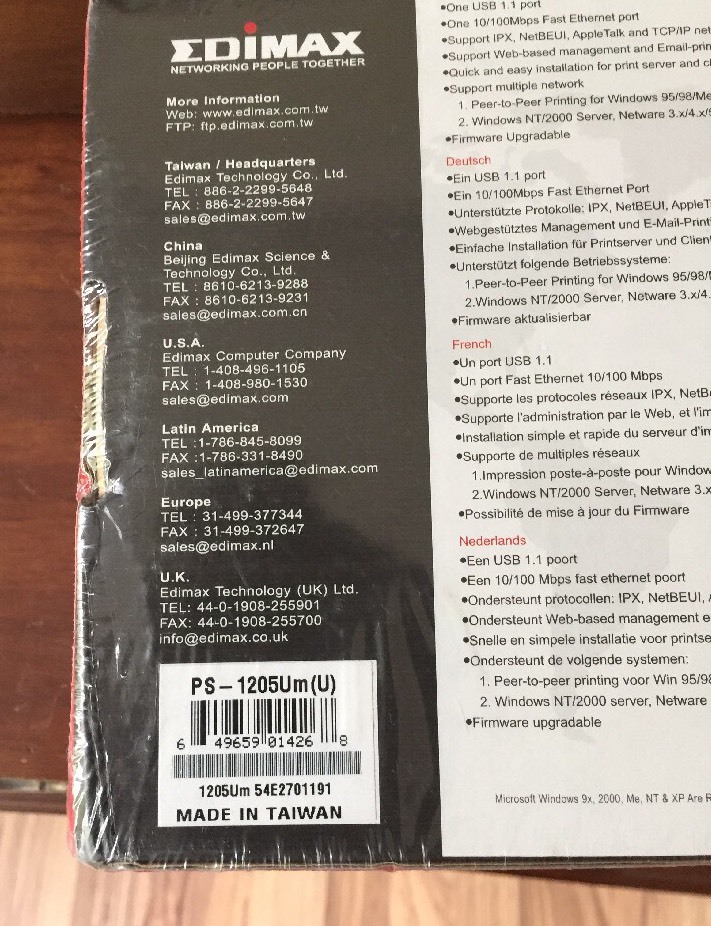 EDIMAX
NETWORKING PEOPLE TOGETHER
More Information
Web: www.edimax.com.tw
FTP: ftp.edimax.com.tw
Taiwan / Headquarters
Edimax Technology Co., Ltd.
TEL : 886-2-2299-5648
FAX : 886-2-2299-5647
sales@edimax.com.tw
China
Beijing Edimax Science &
Technology Co., Ltd.
TEL : 8610-6213-9288
FAX : 8610-6213-9231
sales@edimax.com.cn
U.S.A.
Edimax Computer Company
TEL : 1-408-496-1105
FAX : 1-408-980-1530
sales@edimax.com
Latin America
TEL :1-786-845-8099
FAX :1-786-331-8490
sales_latinamerica@edimax.com
Europe
TEL : 31-499-377344
FAX : 31-499-372647
sales@edimax.nl
U.K.
Edimax Technology (UK) Ltd.
TEL: 44-0-1908-255901
FAX: 44-0-1908-255700
info@edimax.co.uk
PS-1205Um(U)
6 49659 01426 8
1205Um 54E2701191
MADE IN TAIWAN
•One USB 1.1 port
•One 10/100Mbps Fast Ethernet port
•Support IPX, NetBEUI, AppleTalk and TCP/IP
•Support Web-based management and
•Quick and easy installation for print server and
•Support multiple network
1. Peer-to-Peer Printing for Windows 95/98/Me
2. Windows NT/2000 Server, Netware 3.x/4.x/
•Firmware Upgradable
Deutsch
•Ein USB 1.1 port
•Ein 10/100Mbps Fast Ethernet Port
•Unterstützte Protokolle: IPX, NetBEUI,
•Webgestütztes Management und
•Einfache Installation für Printserver und
•Unterstützt folgende Betriebssysteme:
1.Peer-to-Peer Printing for Windows 95/98/
2.Windows NT/2000 Server, Netware 3.x/4.
•Firmware aktualisierbar
French
•Un port USB 1.1
•Un port Fast Ethernet 10/100 Mbps
•Supporte les protocoles réseaux IPX,
•Supporte l'administration par le Web, et
•Installation simple et rapide du serveur
•Supporte de multiples réseaux
1.Impression poste-à-poste pour
2.Windows NT/2000 Server, Netware 3.x
•Possibilité de mise à jour du Firmware
Nederlands
•Een USB 1.1 poort
•Een 10/100 Mbps fast ethernet poort
•Ondersteunt protocollen: IPX, NetBEUI,
•Ondersteunt Web-based management
•Snelle en simpele installatie voor
•Ondersteunt de volgende systemen:
1. Peer-to-peer printing voor Win 95/98
2. Windows NT/2000 server, Netware
•Firmware upgradable
Microsoft Windows 9x, 2000, Me, NT & XP Are